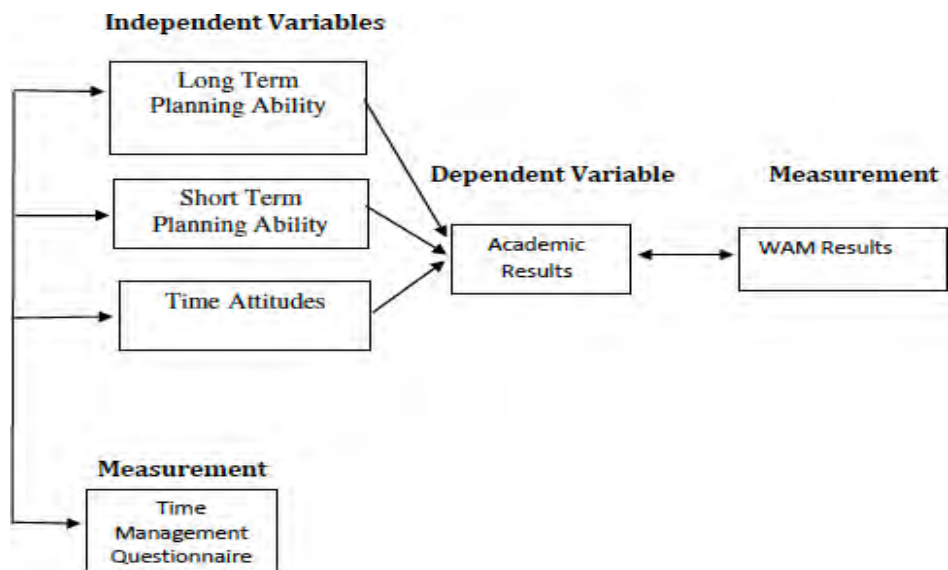 Independent Variables
Long Term
Planning Ability
Short Term
Planning Ability
Time Attitudes
Dependent Variable
Academic
Results
Measurement
WAM Results
Measurement
Time
Management
Questionnaire